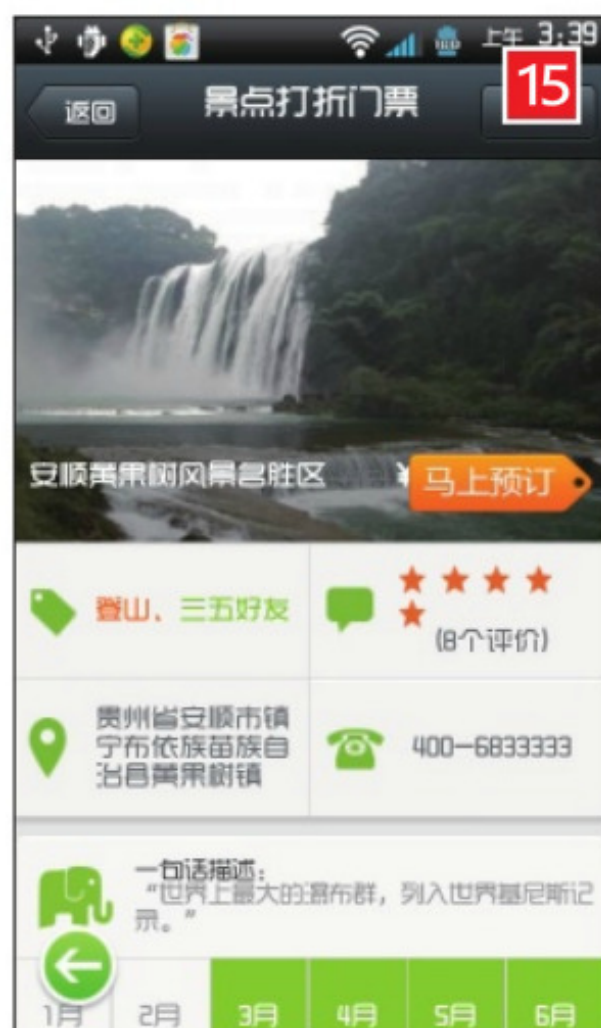 上午 3:39
15
返回
景点打折门票
安顺黄果树风景名胜区
¥
马上预订
登山、三五好友
(8个评价)
贵州省安顺市镇
宁布依族苗族自
治县黄果树镇
400-6833333
一句话描述:
“世界上最大的瀑布群，列入世界基尼斯记
录。”
1月
2月
3月
4月
5月
6月